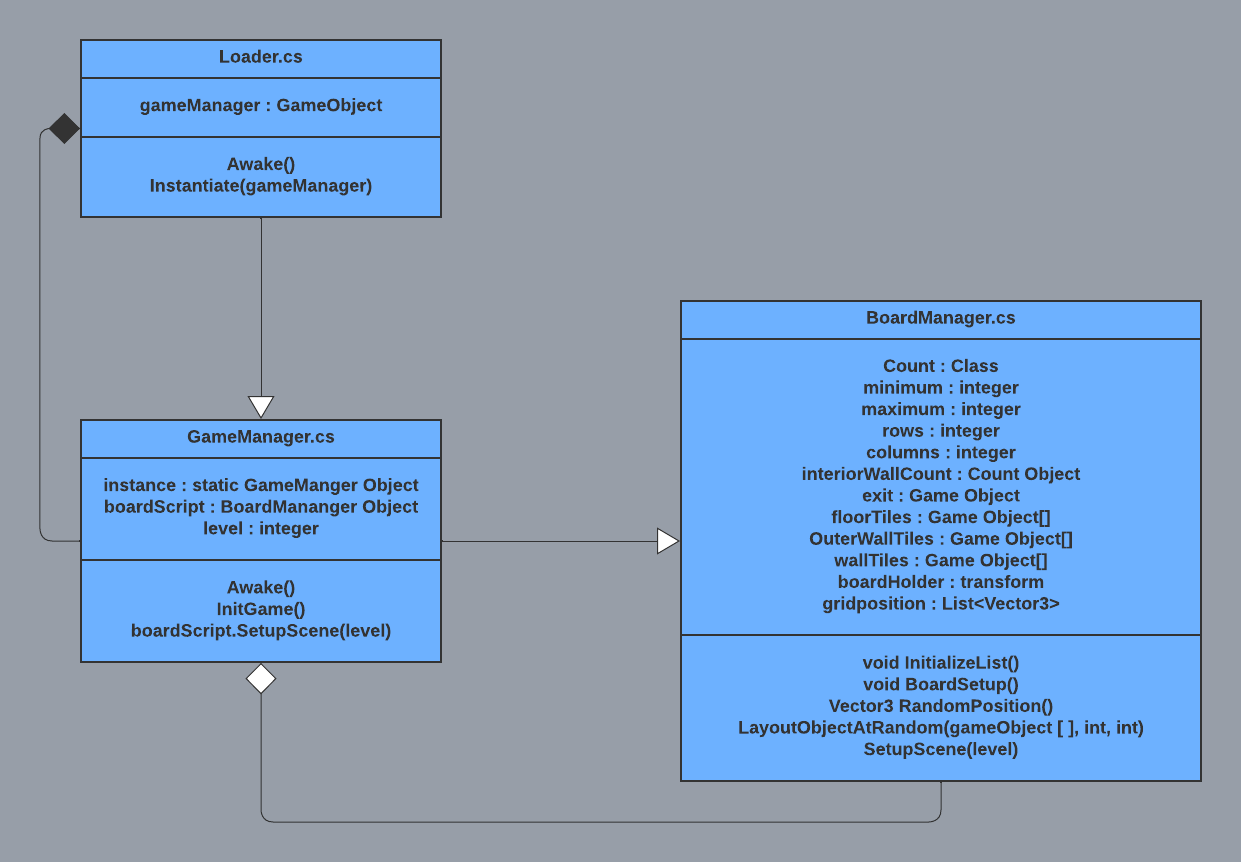 Loader.cs
gameManager : GameObject
Awake()
Instantiate(gameManager)
GameManager.cs
instance : static GameManger Object
boardScript : BoardMananger Object
level : integer
Awake()
InitGame()
boardScript.SetupScene(level)
BoardManager.cs
Count : Class
minimum : integer
maximum : integer
rows : integer
columns : integer
interiorWallCount : Count Object
exit : Game Object
floorTiles : Game Object[]
OuterWallTiles : Game Object[]
wallTiles : Game Object[]
boardHolder : transform
gridposition : List<Vector3>
void InitializeList()
void BoardSetup()
Vector3 RandomPosition()
LayoutObjectAtRandom(gameObject [ ], int, int)
SetupScene(level)